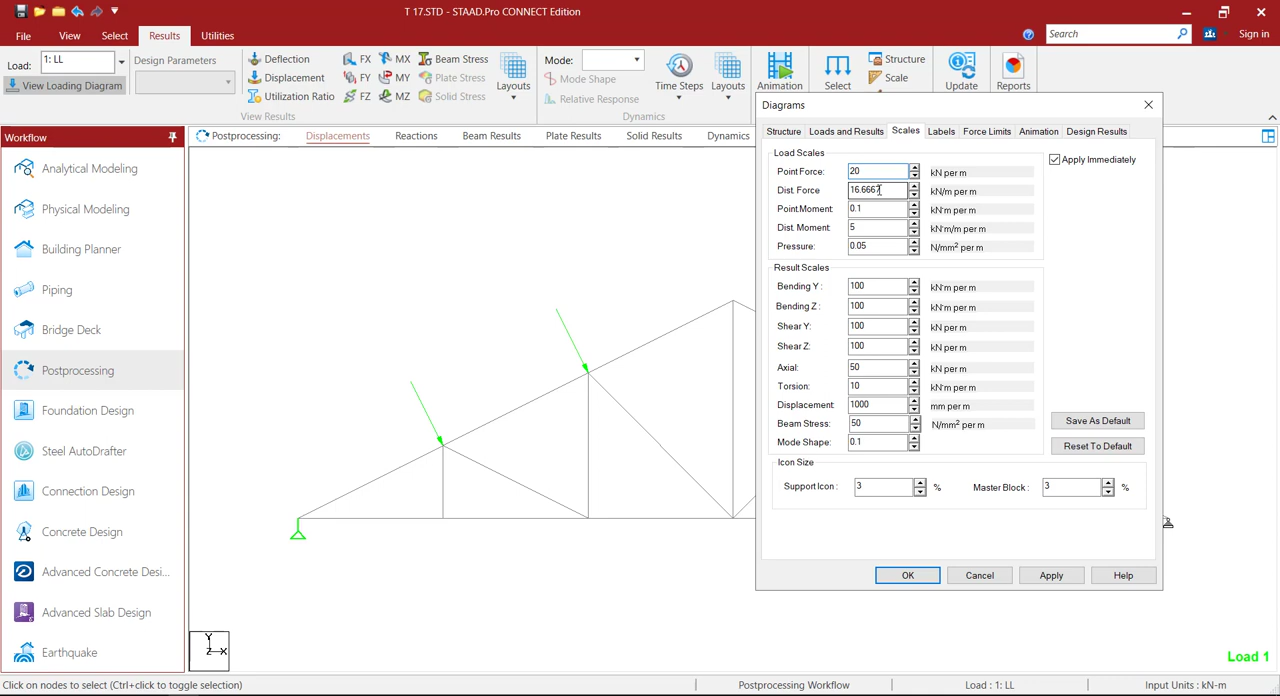 T 17.STD - STAAD.Pro CONNECT Edition
File View Select Results Utilities
Search
Sign in
Load: 1: LL
View Loading Diagram
Design Parameters
Deflection
Displacement
Utilization Ratio
FX MX Beam Stress
FY MY Plate Stress
FZ MZ Solid Stress
View Results
Layouts
Mode:
Mode Shape
Relative Response
Dynamics
Time Steps
Layouts
Animation
Select
Structure
Scale
Update
Reports
Workflow
Analytical Modeling
Physical Modeling
Building Planner
Piping
Bridge Deck
Postprocessing
Foundation Design
Steel AutoDrafter
Connection Design
Concrete Design
Advanced Concrete Desi...
Advanced Slab Design
Earthquake
Postprocessing: Displacements Reactions Beam Results Plate Results Solid Results Dynamics
Diagrams
Structure Loads and Results Scales Labels Force Limits Animation Design Results
Load Scales
Point Force: 20 kN per m
Dist. Force 16.6667 kN/m per m
Point.Moment: 0.1 kN·m per m
Dist. Moment: 5 kN·m/m per m
Pressure: 0.05 N/mm² per m
Apply Immediately
Result Scales
Bending Y : 100 kN·m per m
Bending Z : 100 kN·m per m
Shear Y: 100 kN per m
Shear Z: 100 kN per m
Axial: 50 kN per m
Torsion: 10 kN·m per m
Displacement: 1000 mm per m
Beam Stress: 50 N/mm² per m
Mode Shape: 0.1
Save As Default
Reset To Default
Icon Size
Support Icon : 3 % Master Block : 3 %
OK Cancel Apply Help
Y
Z X
Load 1
Click on nodes to select (Ctrl+click to toggle selection) Postprocessing Workflow Load : 1: LL Input Units : kN-m